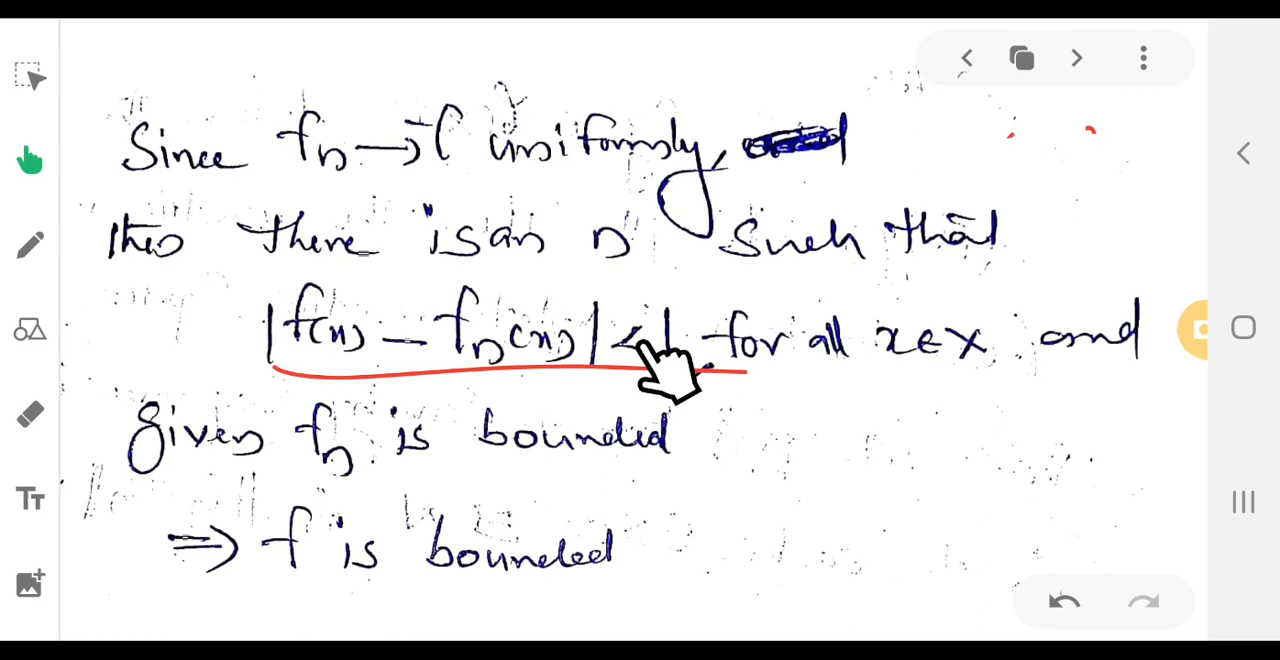 Since fn→f uniformly,
then there is an n such that
|f(x) – fn(x)| <1 for all x∈X and
given fn is bounded
⇒ f is bounded
TT